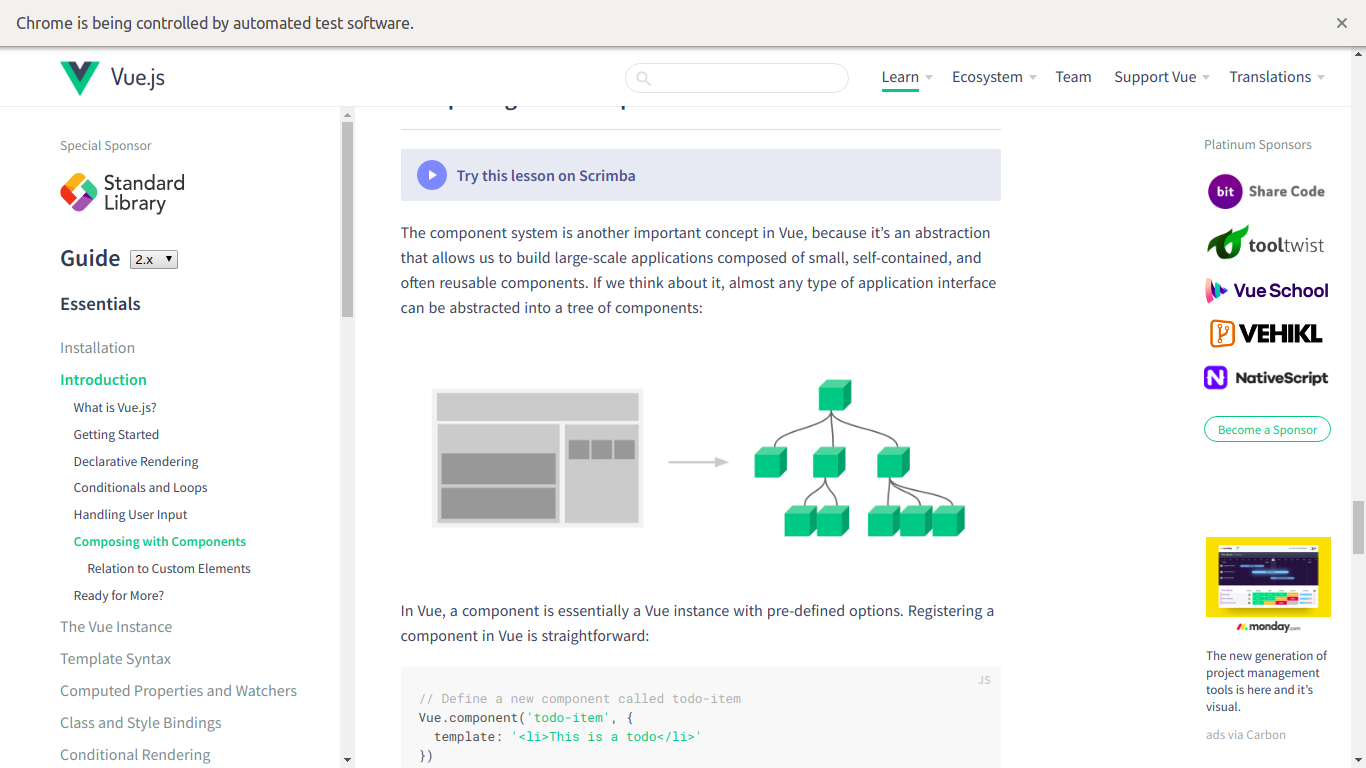 Chrome is being controlled by automated test software.
Vue.js
Learn
Ecosystem
Team
Support Vue
Translations
Special Sponsor
Standard
Library
Guide
2.x
Essentials
Installation
Introduction
What is Vue.js?
Getting Started
Declarative Rendering
Conditionals and Loops
Handling User Input
Composing with Components
Relation to Custom Elements
Ready for More?
The Vue Instance
Template Syntax
Computed Properties and Watchers
Class and Style Bindings
Conditional Rendering
Try this lesson on Scrimba
The component system is another important concept in Vue, because it’s an abstraction
that allows us to build large-scale applications composed of small, self-contained, and
often reusable components. If we think about it, almost any type of application interface
can be abstracted into a tree of components:
In Vue, a component is essentially a Vue instance with pre-defined options. Registering a
component in Vue is straightforward:
JS
// Define a new component called todo-item
Vue.component('todo-item', {
template: '<li>This is a todo</li>'
})
Platinum Sponsors
bit Share Code
tooltwist
Vue School
VEHIKL
NativeScript
Become a Sponsor
monday.com
The new generation of
project management
tools is here and it’s
visual.
ads via Carbon